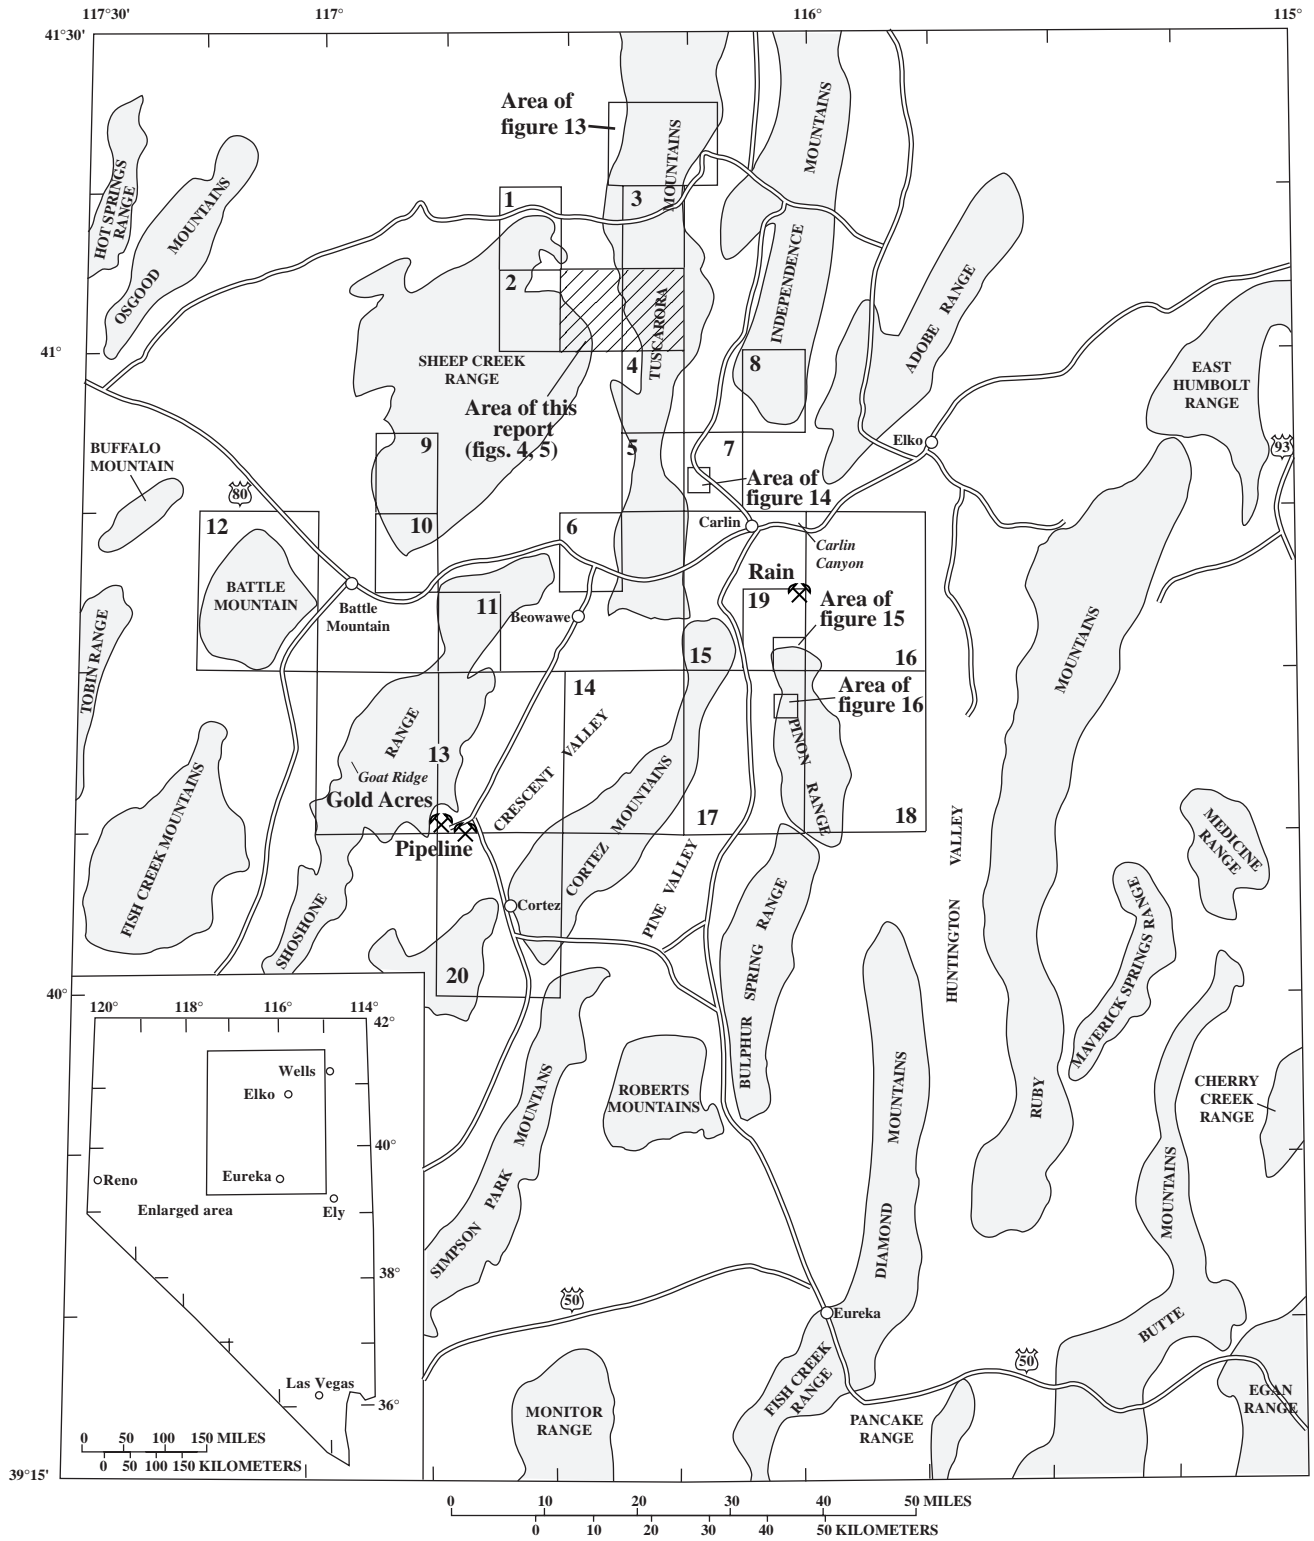 117°30'
117°
116°
115°
41°30'
Area of
figure 13
MOUNTAINS
MOUNTAINS
HOT SPRINGS
RANGE
OSGOOD MOUNTAINS
1
3
2
INDEPENDENCE
ADOBE RANGE
TUSCARORA
41°
SHEEP CREEK
RANGE
4
8
EAST
HUMBOLT
RANGE
Area of this
report
(figs. 4, 5)
BUFFALO
MOUNTAIN
9
5
7
Elko
93
80
Area of
figure 14
12
10
6
Carlin
Carlin
Canyon
BATTLE
MOUNTAIN
Battle
Mountain
11
Beowawe
Rain
19
Area of
figure 15
TOBIN RANGE
15
16
MOUNTAINS
14
Area of
figure 16
RANGE
13
CRESCENT VALLEY
PINON RANGE
Goat Ridge
Gold Acres
Pipeline
CORTEZ MOUNTAINS
17
18
FISH CREEK MOUNTAINS
VALLEY
MEDICINE
RANGE
PINE VALLEY
SHOSHONE
Cortez
HUNTINGTON
20
BULPHUR SPRING RANGE
MAVERICK SPRINGS RANGE
40°
120°
118°
116°
114°
42°
Wells
Elko
40°
Reno
Eureka
Enlarged area
Ely
38°
Las Vegas
36°
0 50 100 150 MILES
0 50 100 150 KILOMETERS
SIMPSON PARK MOUNTANS
ROBERTS
MOUNTAINS
DIAMOND MOUNTAINS
RUBY
CHERRY
CREEK
RANGE
MOUNTAINS
BUTTE
50
Eureka
50
FISH CREEK
RANGE
MONITOR
RANGE
PANCAKE
RANGE
EGAN
RANGE
39°15'
0 10 20 30 40 50 MILES
0 10 20 30 40 50 KILOMETERS